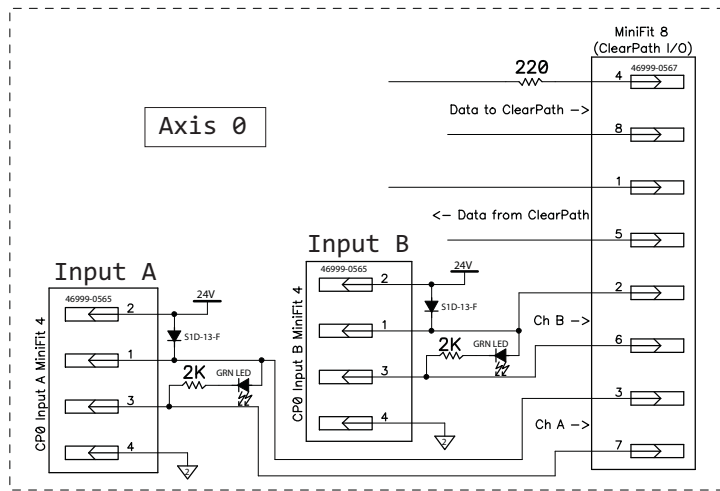 MiniFit 8
(ClearPath I/O)
220
46999-0567
4
Data to ClearPath ->
8
Axis 0
1
<- Data from ClearPath
5
Input B
46999-0565
2
24V
S1D-13-F
1
GRN LED
2K
3
4
2
CP0 Input B MiniFit 4
2
Ch B ->
6
3
Ch A ->
7
Input A
46999-0565
2
24V
S1D-13-F
1
GRN LED
2K
3
4
2
CP0 Input A MiniFit 4